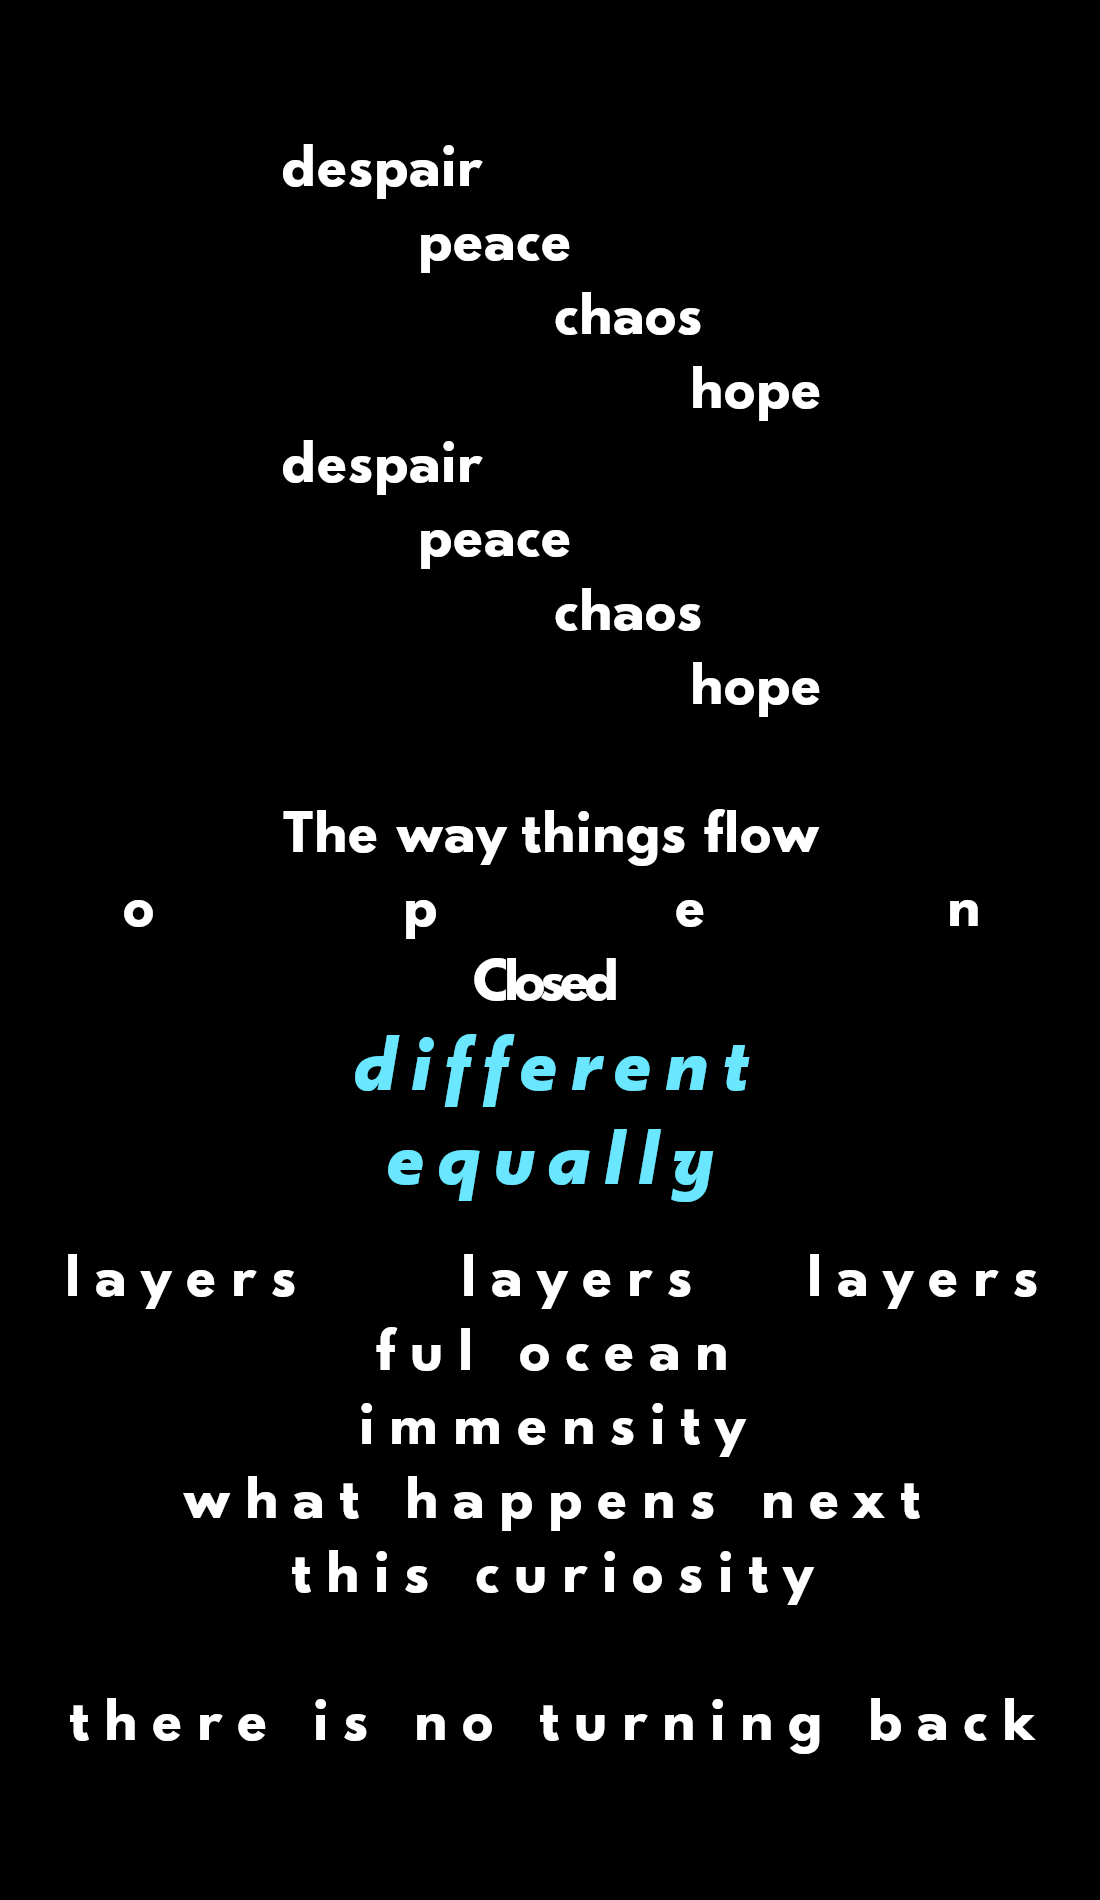 despair
peace
chaos
hope
despair
peace
chaos
hope
The way things flow
o p e n
Closed
different
equally
layers layers layers
ful ocean
immensity
what happens next
this curiosity
there is no turning back